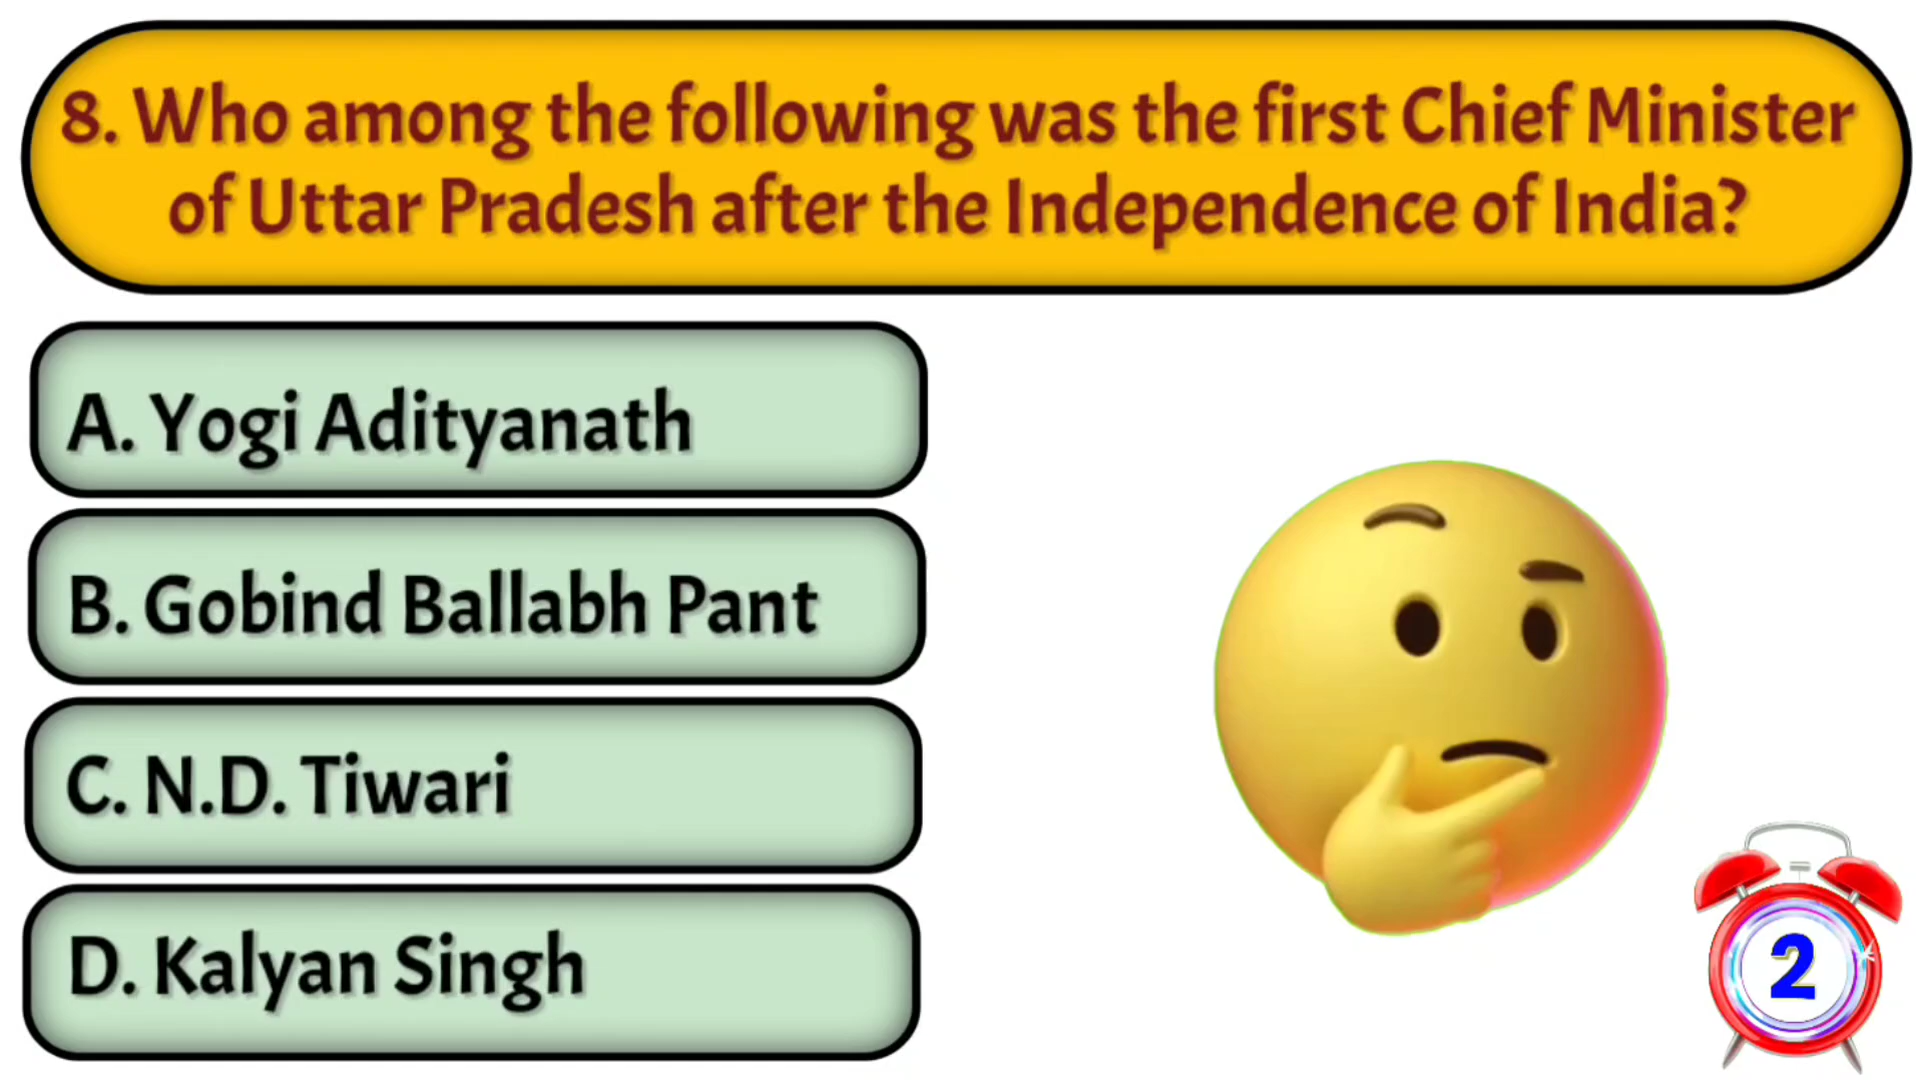 8. Who among the following was the first Chief Minister
of Uttar Pradesh after the Independence of India?
A. Yogi Adityanath
B. Gobind Ballabh Pant
C. N.D. Tiwari
D. Kalyan Singh
2